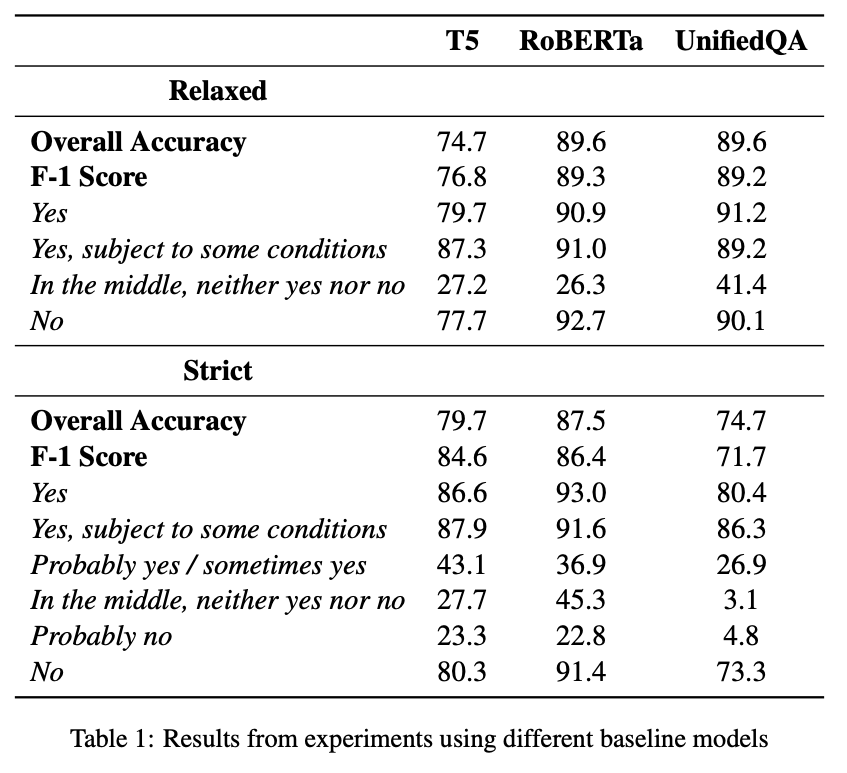 T5 RoBERTa UnifiedQA
Relaxed
Overall Accuracy 74.7 89.6 89.6
F-1 Score 76.8 89.3 89.2
Yes 79.7 90.9 91.2
Yes, subject to some conditions 87.3 91.0 89.2
In the middle, neither yes nor no 27.2 26.3 41.4
No 77.7 92.7 90.1
Strict
Overall Accuracy 79.7 87.5 74.7
F-1 Score 84.6 86.4 71.7
Yes 86.6 93.0 80.4
Yes, subject to some conditions 87.9 91.6 86.3
Probably yes / sometimes yes 43.1 36.9 26.9
In the middle, neither yes nor no 27.7 45.3 3.1
Probably no 23.3 22.8 4.8
No 80.3 91.4 73.3
Table 1: Results from experiments using different baseline models